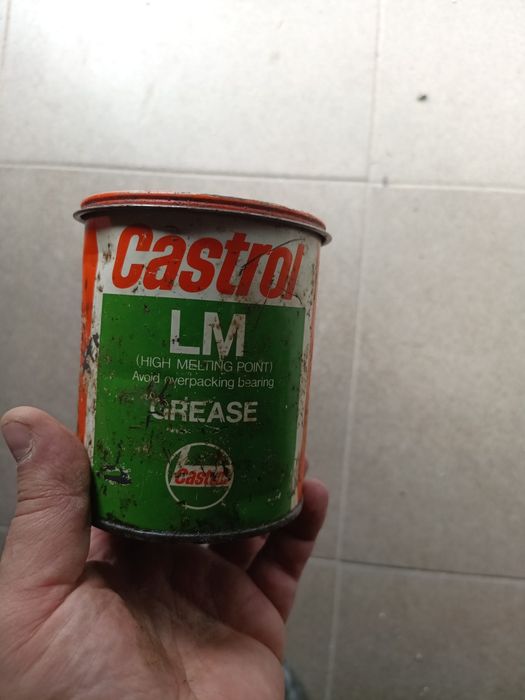 Castrol
LM
(HIGH MELTING POINT)
Avoid overpacking bearing
GREASE
Castrol